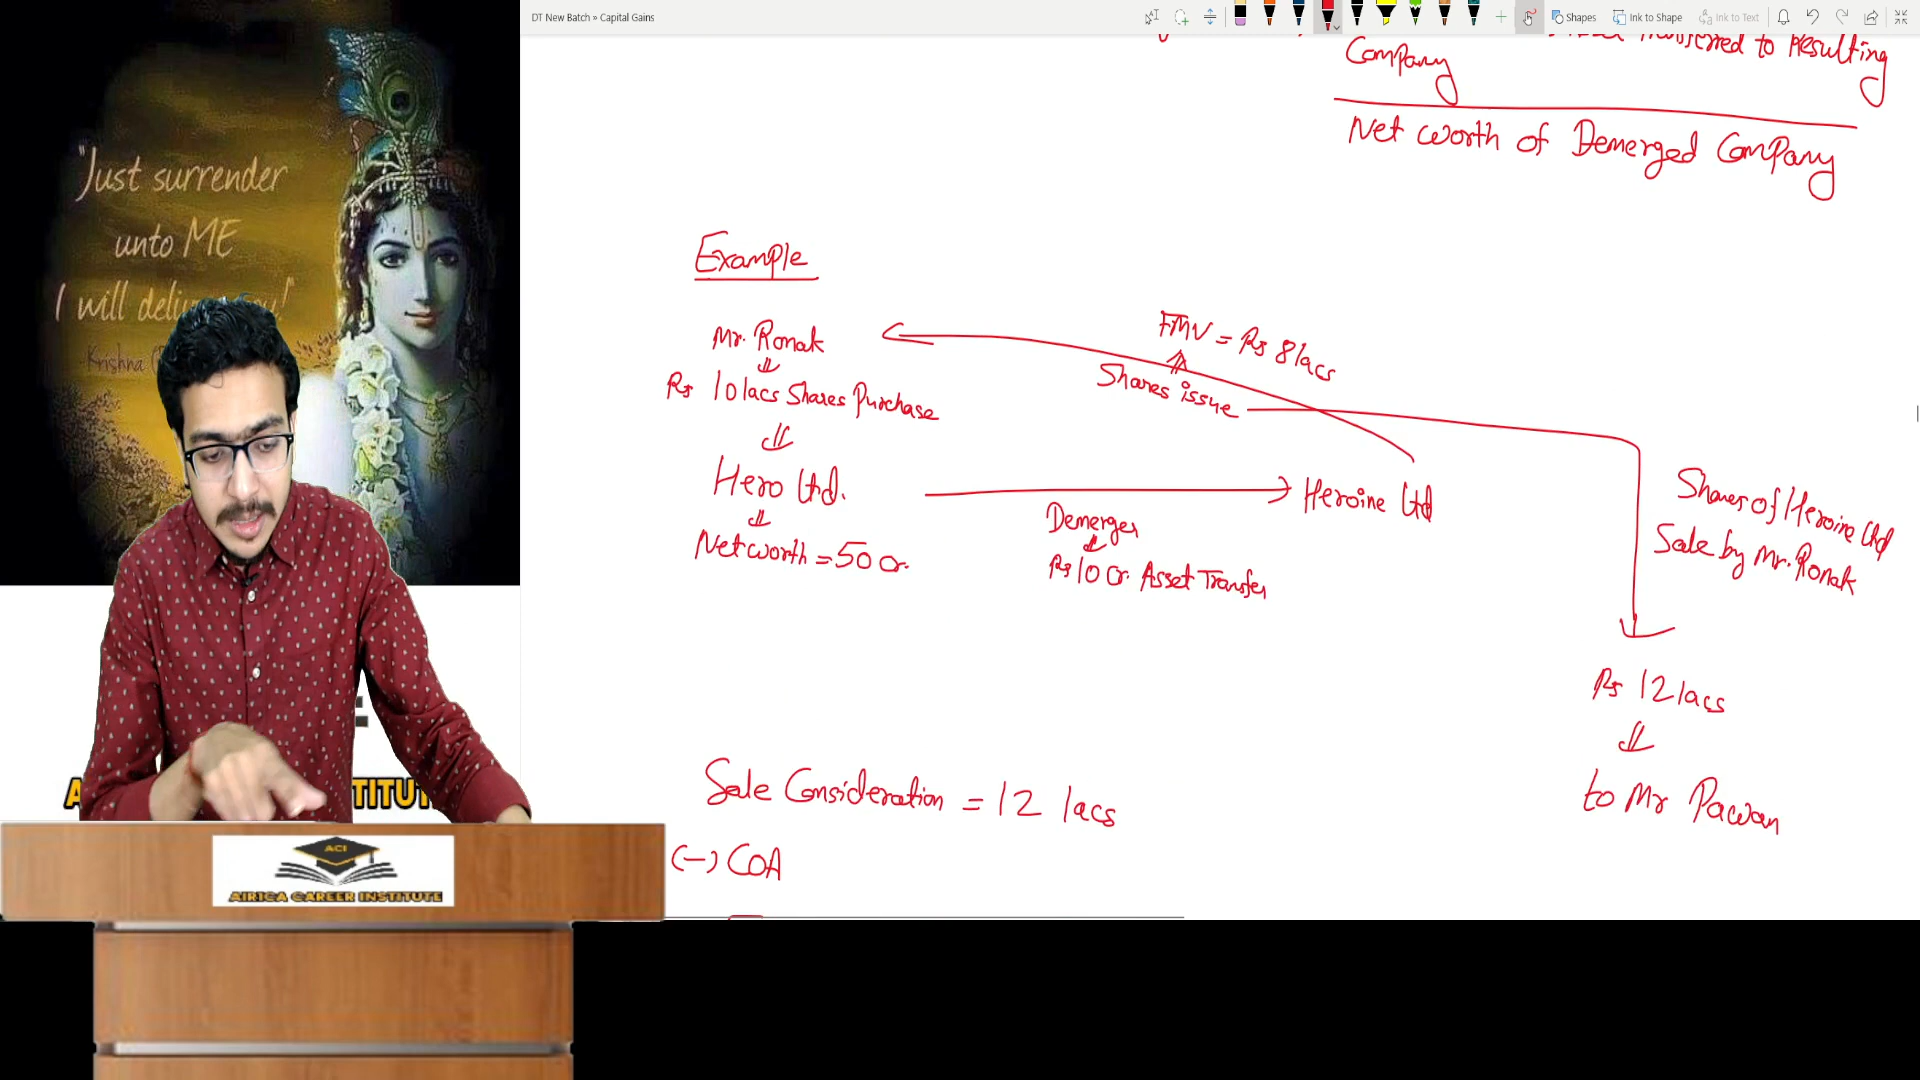 DT New Batch » Capital Gains
Shapes
Ink to Shape
Ink to Text
Transferred to Resulting
Company
Net worth of Demerged Company
"Just surrender
unto ME
I will
- Krishna
Example
Mr. Ronak
Rs 10 lacs Shares Purchase
Hero Ltd.
Net worth = 50 cr.
FMV = Rs 8 lacs
Shares issue
Demerger
Rs 10 cr. Asset Transfer
Heroine Ltd
Shares of Heroine Ltd
Sale by Mr. Ronak
Rs 12 lacs
to Mr Pawan
Sale Consideration = 12 lacs
(-) COA
ACI
AIRICA CAREER INSTITUTE